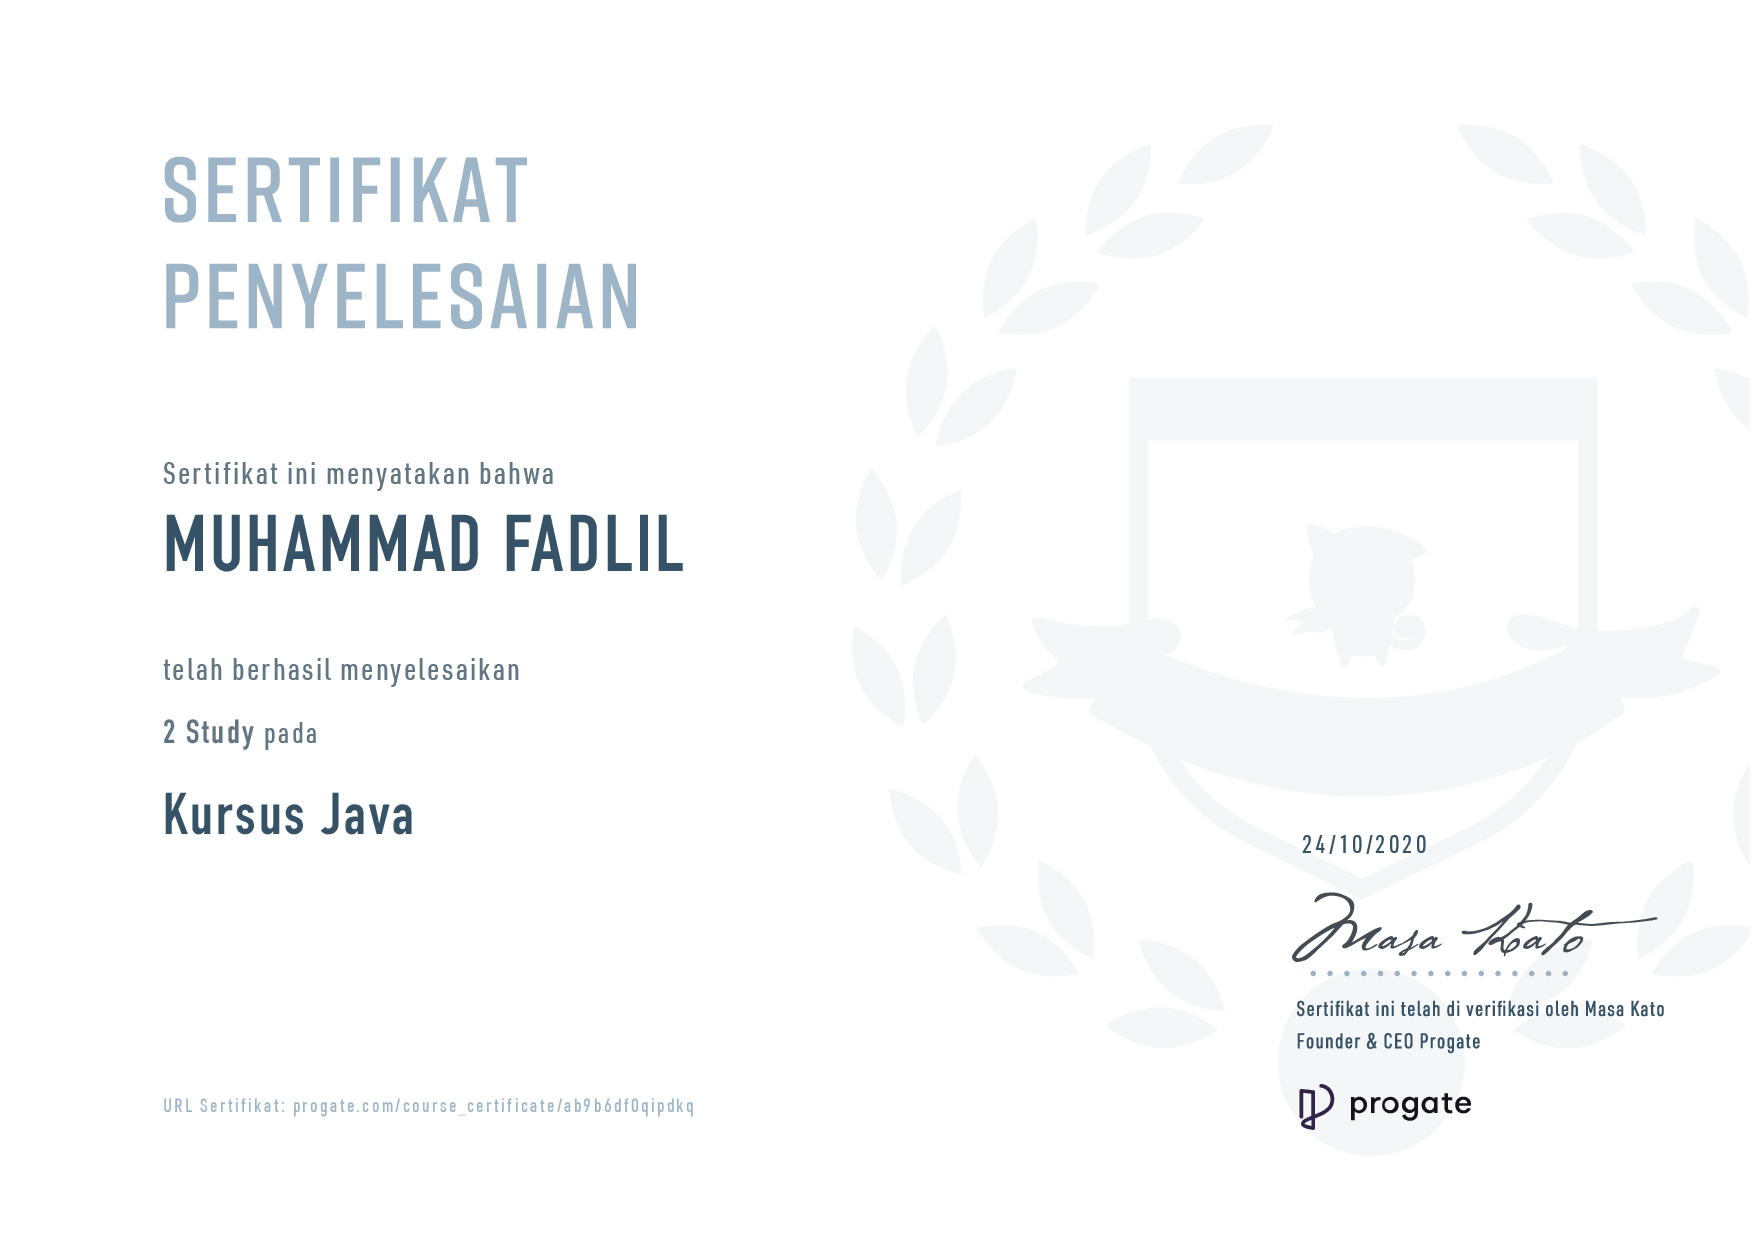 SERTIFIKAT
PENYELESAIAN
Sertifikat ini menyatakan bahwa
MUHAMMAD FADLIL
telah berhasil menyelesaikan
2 Study pada
Kursus Java
24/10/2020
Masa Kato
Sertifikat ini telah di verifikasi oleh Masa Kato
Founder & CEO Progate
progate
URL Sertifikat: progate.com/course_certificate/ab9b6df0qipdkq